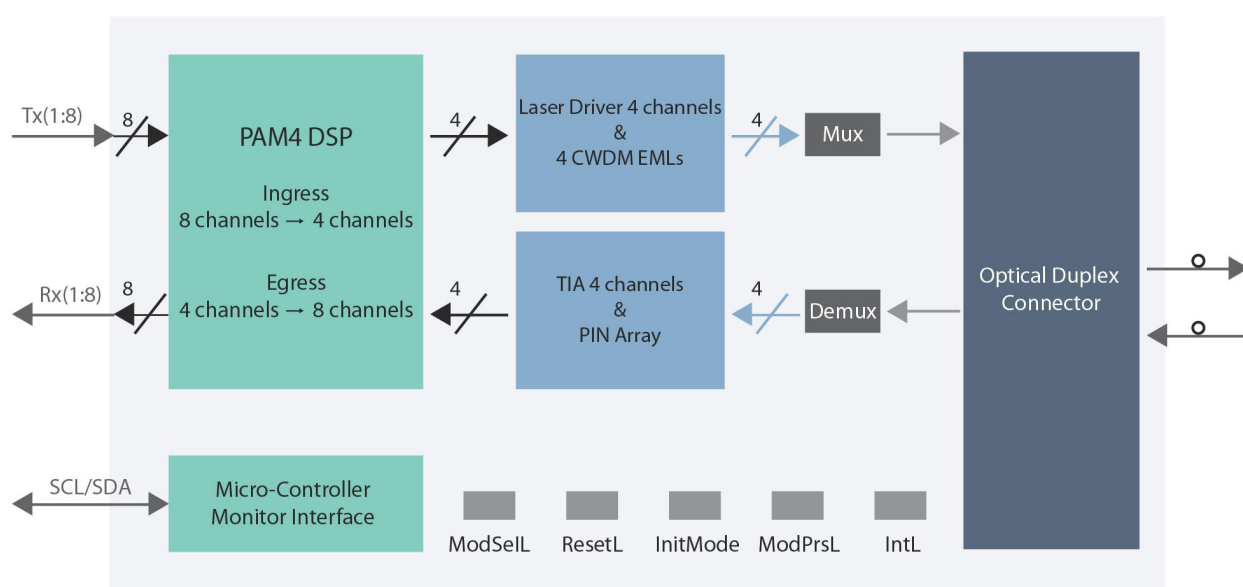 Tx(1:8)
8
PAM4 DSP
Ingress
8 channels → 4 channels
Egress
4 channels → 8 channels
Rx(1:8)
8
4
Laser Driver 4 channels
&
4 CWDM EMLs
4
Mux
4
TIA 4 channels
&
PIN Array
4
Demux
Optical Duplex
Connector
SCL/SDA
Micro-Controller
Monitor Interface
ModSelL
ResetL
InitMode
ModPrsL
IntL